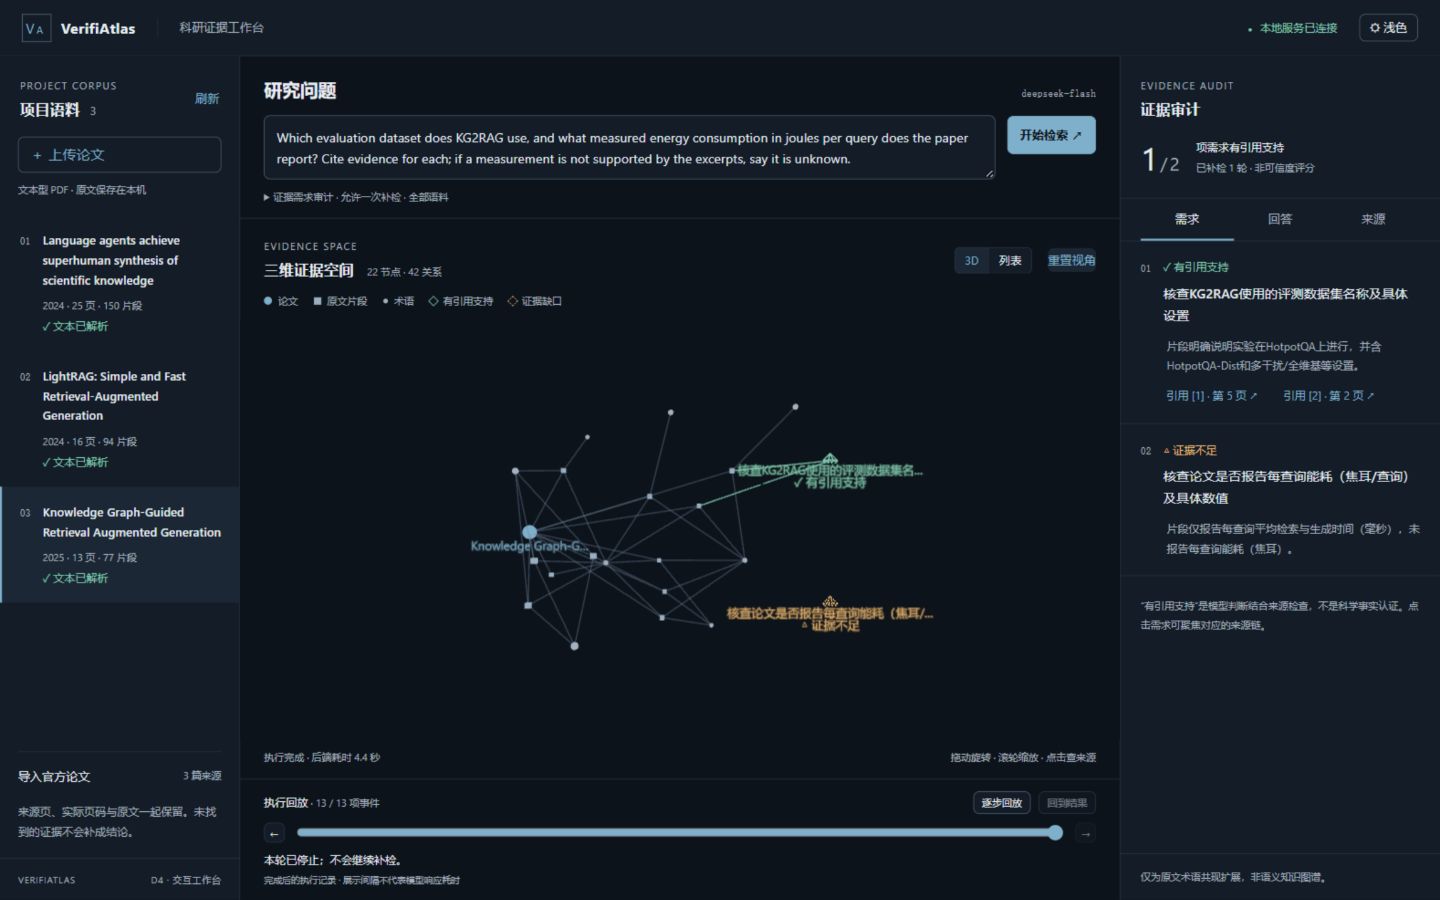 VA VerifiAtlas 科研证据工作台
• 本地服务已连接
浅色
PROJECT CORPUS
项目语料 3
刷新
+ 上传论文
文本型 PDF · 原文保存在本机
01 Language agents achieve
superhuman synthesis of
scientific knowledge
2024 · 25 页 · 150 片段
✓ 文本已解析
02 LightRAG: Simple and Fast
Retrieval-Augmented
Generation
2024 · 16 页 · 94 片段
✓ 文本已解析
03 Knowledge Graph-Guided
Retrieval Augmented Generation
2025 · 13 页 · 77 片段
✓ 文本已解析
导入官方论文 3 篇来源
来源页、实际页码与原文一起保留。未找
到的证据不会补成结论。
VERIFIATLAS D4 · 交互工作台
研究问题
deepseek-flash
Which evaluation dataset does KG2RAG use, and what measured energy consumption in joules per query does the paper
report? Cite evidence for each; if a measurement is not supported by the excerpts, say it is unknown.
开始检索 ↗
▶ 证据需求审计 · 允许一次补检 · 全部语料
EVIDENCE SPACE
三维证据空间 22 节点 · 42 关系
3D 列表 重置视角
论文 原文片段 术语 有引用支持 证据缺口
核查KG2RAG使用的评测数据集名...
✓ 有引用支持
Knowledge Graph-G...
核查论文是否报告每查询能耗（焦耳/...
▵ 证据不足
执行完成 · 后端耗时 4.4 秒
拖动旋转 · 滚轮缩放 · 点击查来源
执行回放 · 13 / 13 项事件
逐步回放 回到结果
← →
本轮已停止；不会继续补检。
完成后的执行记录 · 展示间隔不代表模型响应耗时
EVIDENCE AUDIT
证据审计
1 / 2
项需求有引用支持
已补检 1 轮 · 非可信度评分
需求 回答 来源
01 ✓ 有引用支持
核查KG2RAG使用的评测数据集名称及具体
设置
片段明确说明实验在HotpotQA上进行，并含
HotpotQA-Dist和多干扰/全维基等设置。
引用 [1] · 第 5 页 ↗ 引用 [2] · 第 2 页 ↗
02 ▵ 证据不足
核查论文是否报告每查询能耗（焦耳/查询）
及具体数值
片段仅报告每查询平均检索与生成时间（毫秒），未
报告每查询能耗（焦耳）。
“有引用支持”是模型判断结合来源检查，不是科学事实认证。点
击需求可聚焦对应的来源链。
仅为原文术语共现扩展，非语义知识图谱。